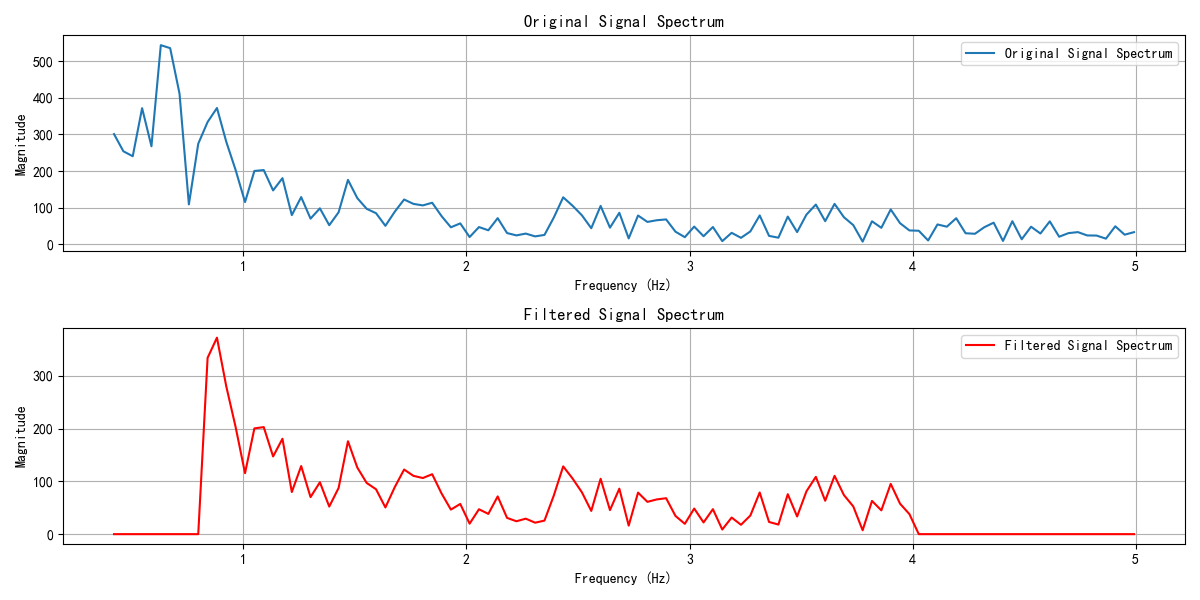 Original Signal Spectrum
Original Signal Spectrum
Magnitude
500
400
300
200
100
0
1
2
3
4
5
Frequency (Hz)
Filtered Signal Spectrum
Filtered Signal Spectrum
Magnitude
300
200
100
0
1
2
3
4
5
Frequency (Hz)